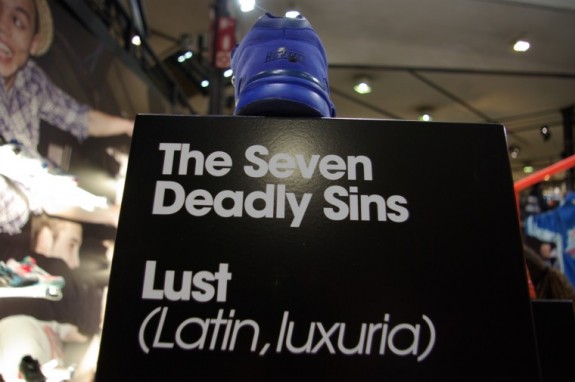 The Seven
Deadly Sins
Lust
(Latin, luxuria)